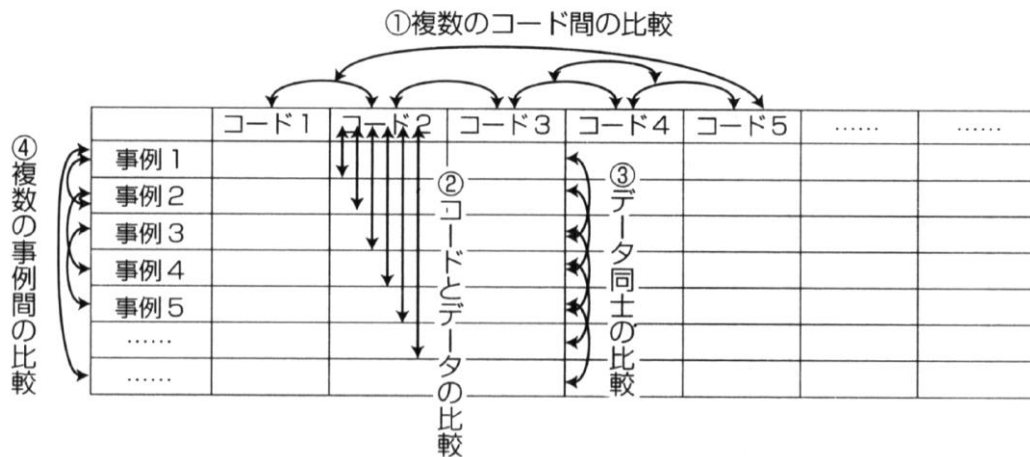 ①複数のコード間の比較
コード1 コード2 コード3 コード4 コード5 …… ……
事例1
事例2
事例3
事例4
事例5
……
……
④複数の事例間の比較
②コードとデータの比較
③データ同士の比較